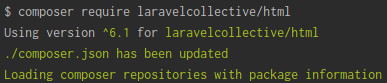 $ composer require laravelcollective/html
Using version ^6.1 for laravelcollective/html
./composer.json has been updated
Loading composer repositories with package information